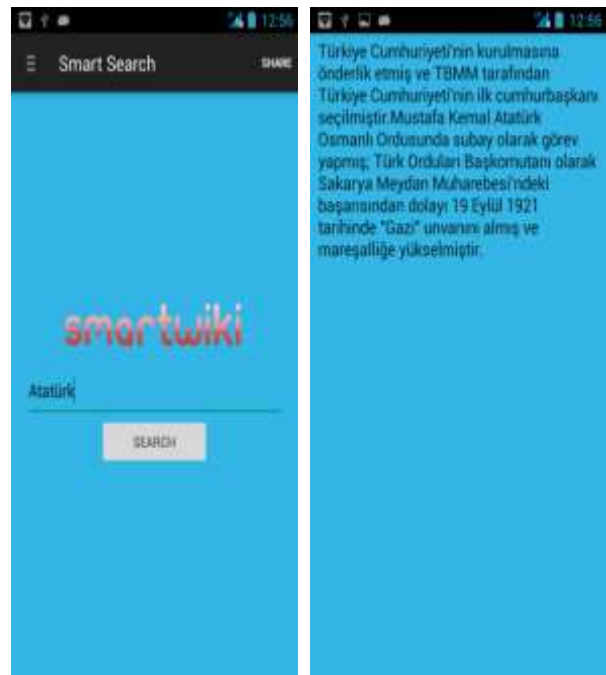 12:56
Smart Search
SHARE
smartwiki
Atatürk
SEARCH
12:56
Türkiye Cumhuriyeti'nin kurulmasına
önderlik etmiş ve TBMM tarafından
Türkiye Cumhuriyeti'nin ilk cumhurbaşkanı
seçilmiştir.Mustafa Kemal Atatürk
Osmanlı Ordusunda subay olarak görev
yapmış; Türk Orduları Başkomutanı olarak
Sakarya Meydan Muharebesi'ndeki
başarısından dolayı 19 Eylül 1921
tarihinde "Gazi" unvanını almış ve
mareşalliğe yükselmiştir.